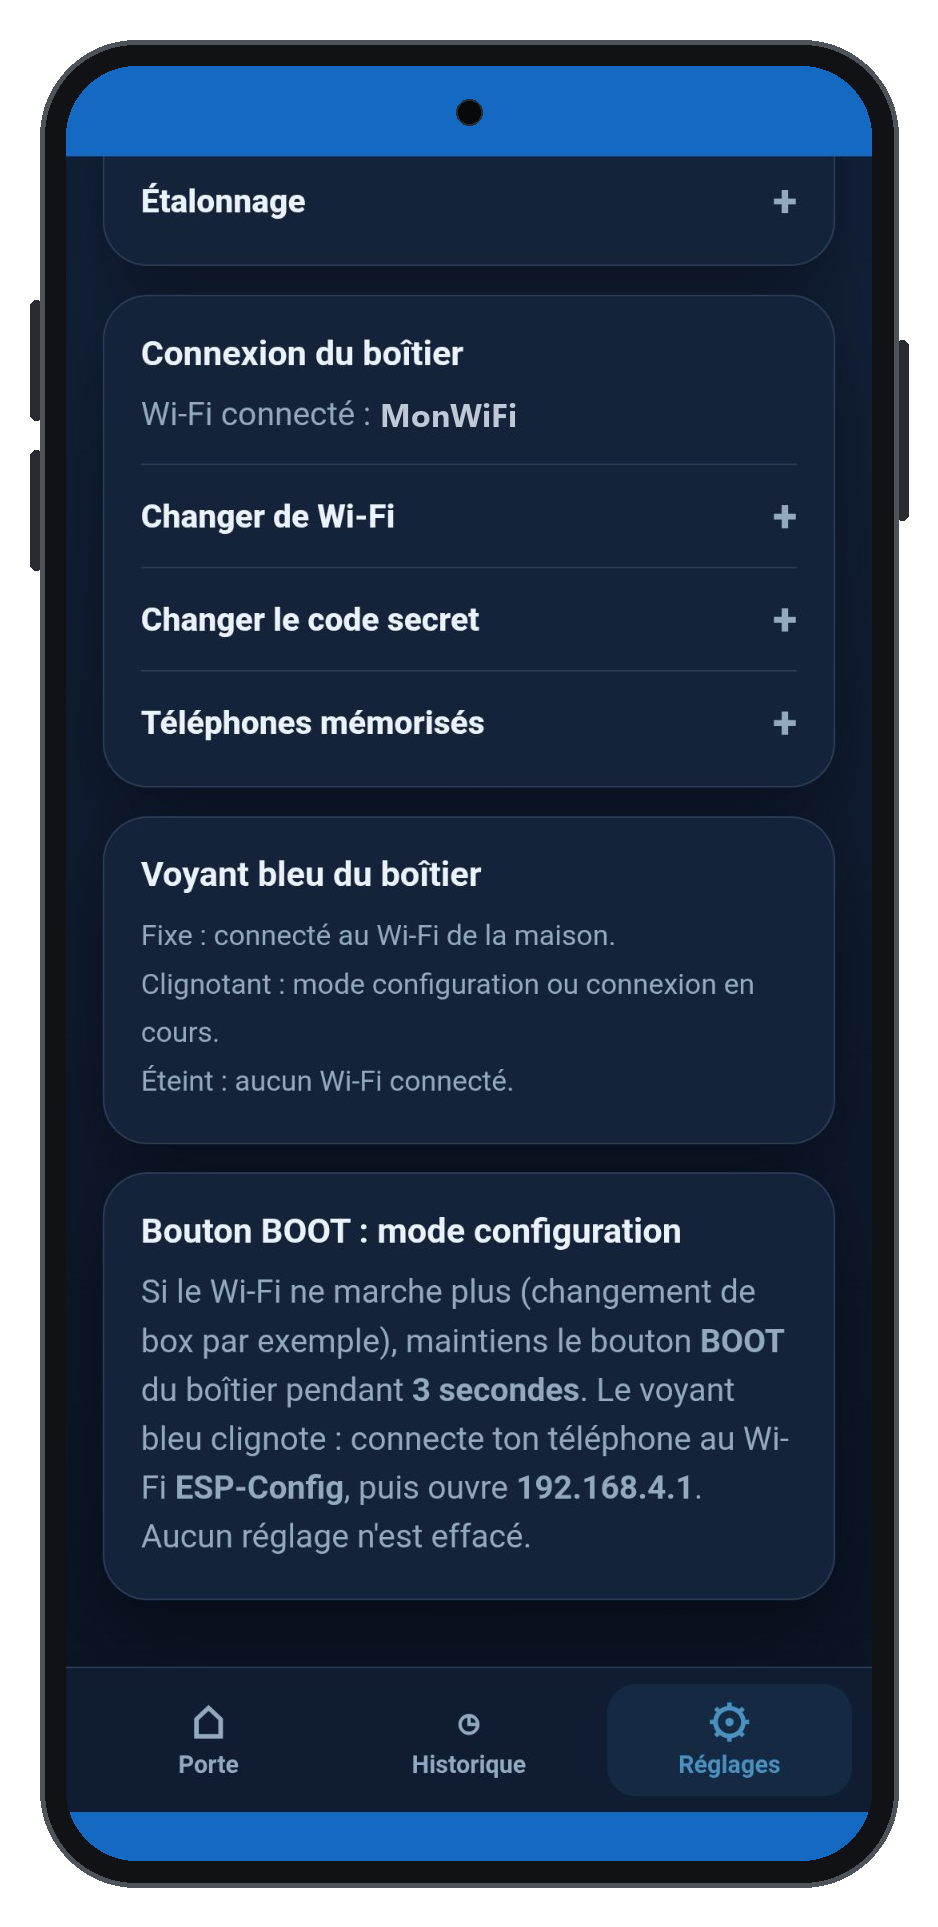 Étalonnage
Connexion du boîtier
Wi-Fi connecté : MonWiFi
Changer de Wi-Fi
Changer le code secret
Téléphones mémorisés
Voyant bleu du boîtier
Fixe : connecté au Wi-Fi de la maison.
Clignotant : mode configuration ou connexion en
cours.
Éteint : aucun Wi-Fi connecté.
Bouton BOOT : mode configuration
Si le Wi-Fi ne marche plus (changement de
box par exemple), maintiens le bouton BOOT
du boîtier pendant 3 secondes. Le voyant
bleu clignote : connecte ton téléphone au Wi-
Fi ESP-Config, puis ouvre 192.168.4.1.
Aucun réglage n'est effacé.
Porte
Historique
Réglages